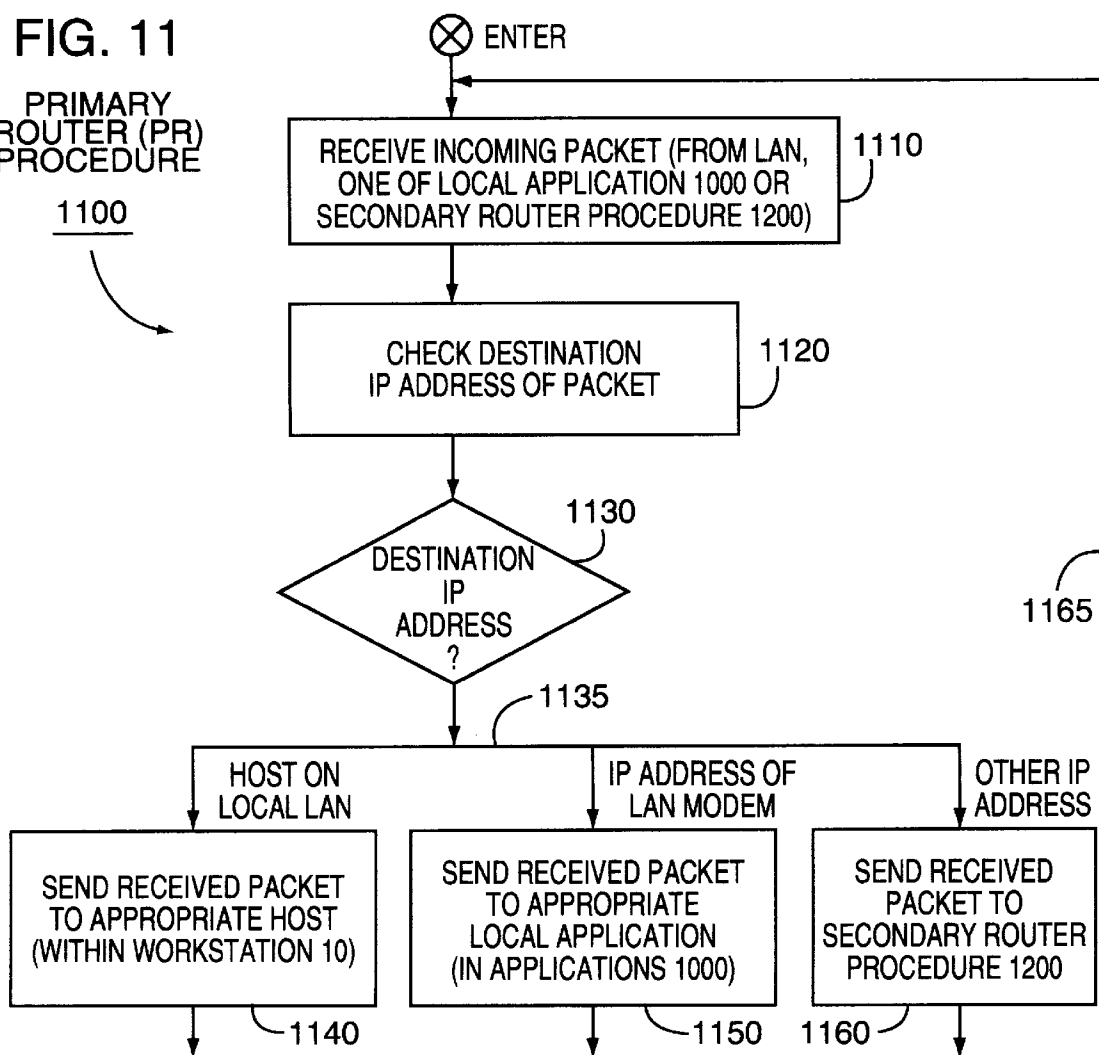 FIG. 11
ENTER
PRIMARY
ROUTER (PR)
PROCEDURE
1100
RECEIVE INCOMING PACKET (FROM LAN,
ONE OF LOCAL APPLICATION 1000 OR
SECONDARY ROUTER PROCEDURE 1200)
1110
CHECK DESTINATION
IP ADDRESS OF PACKET
1120
DESTINATION
IP
ADDRESS
?
1130
1165
1135
HOST ON
LOCAL LAN
IP ADDRESS OF
LAN MODEM
OTHER IP
ADDRESS
SEND RECEIVED PACKET
TO APPROPRIATE HOST
(WITHIN WORKSTATION 10)
1140
SEND RECEIVED PACKET
TO APPROPRIATE
LOCAL APPLICATION
(IN APPLICATIONS 1000)
1150
SEND RECEIVED
PACKET TO
SECONDARY ROUTER
PROCEDURE 1200
1160